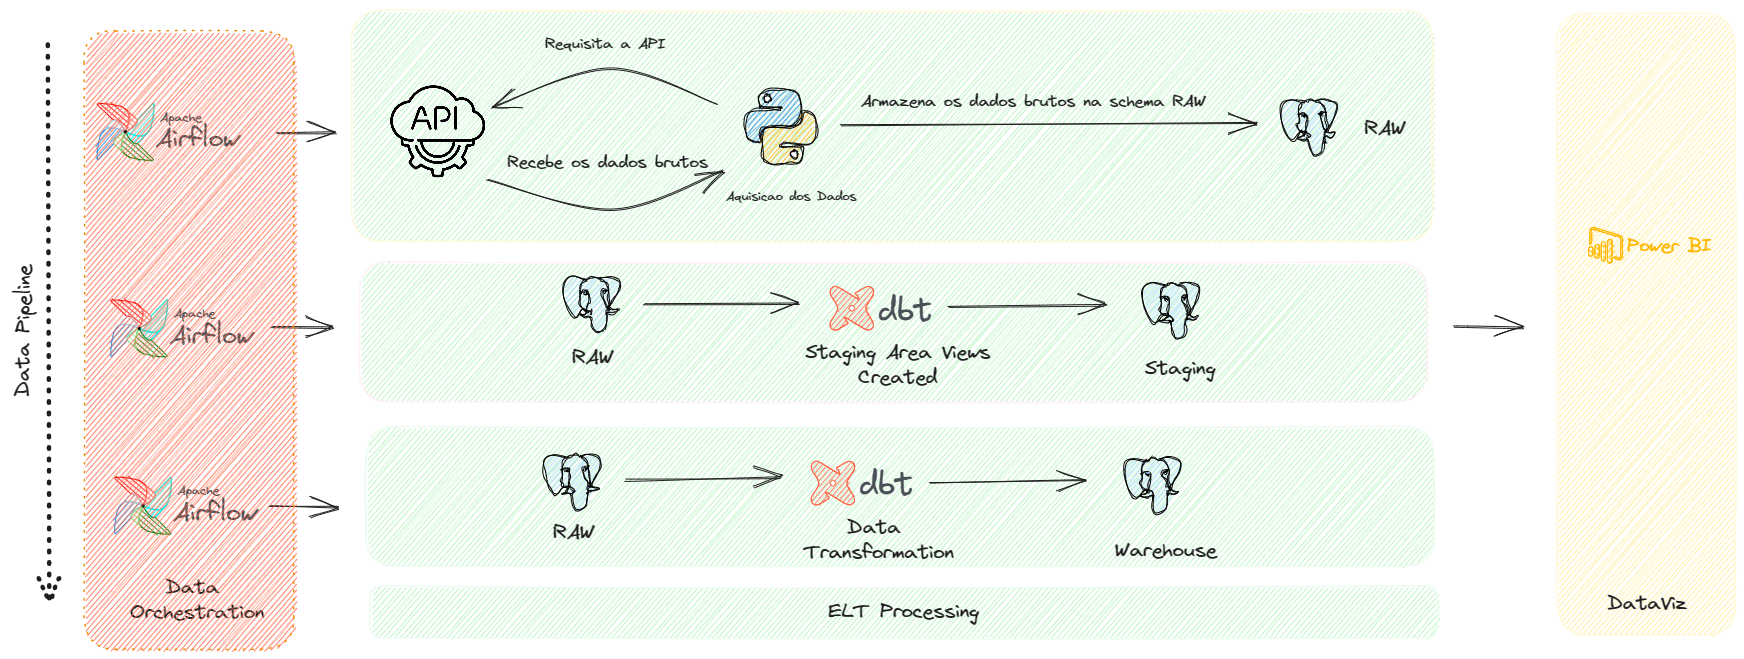 Data Pipeline
Apache
Airflow
Apache
Airflow
Apache
Airflow
Data
Orchestration
Requisita a API
API
Recebe os dados brutos
Aquisicao dos Dados
Armazena os dados brutos na schema RAW
RAW
RAW
dbt
Staging Area Views
Created
Staging
RAW
dbt
Data
Transformation
Warehouse
ELT Processing
Power BI
DataViz